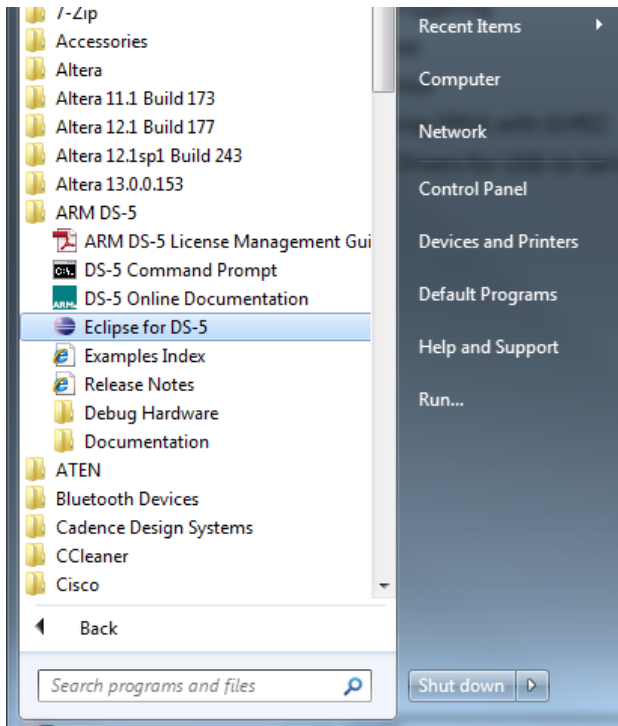 7-Zip
Accessories
Altera
Altera 11.1 Build 173
Altera 12.1 Build 177
Altera 12.1sp1 Build 243
Altera 13.0.0.153
ARM DS-5
ARM DS-5 License Management Gui
DS-5 Command Prompt
DS-5 Online Documentation
Eclipse for DS-5
Examples Index
Release Notes
Debug Hardware
Documentation
ATEN
Bluetooth Devices
Cadence Design Systems
CCleaner
Cisco
Back
Search programs and files
Recent Items
Computer
Network
Control Panel
Devices and Printers
Default Programs
Help and Support
Run...
Shut down